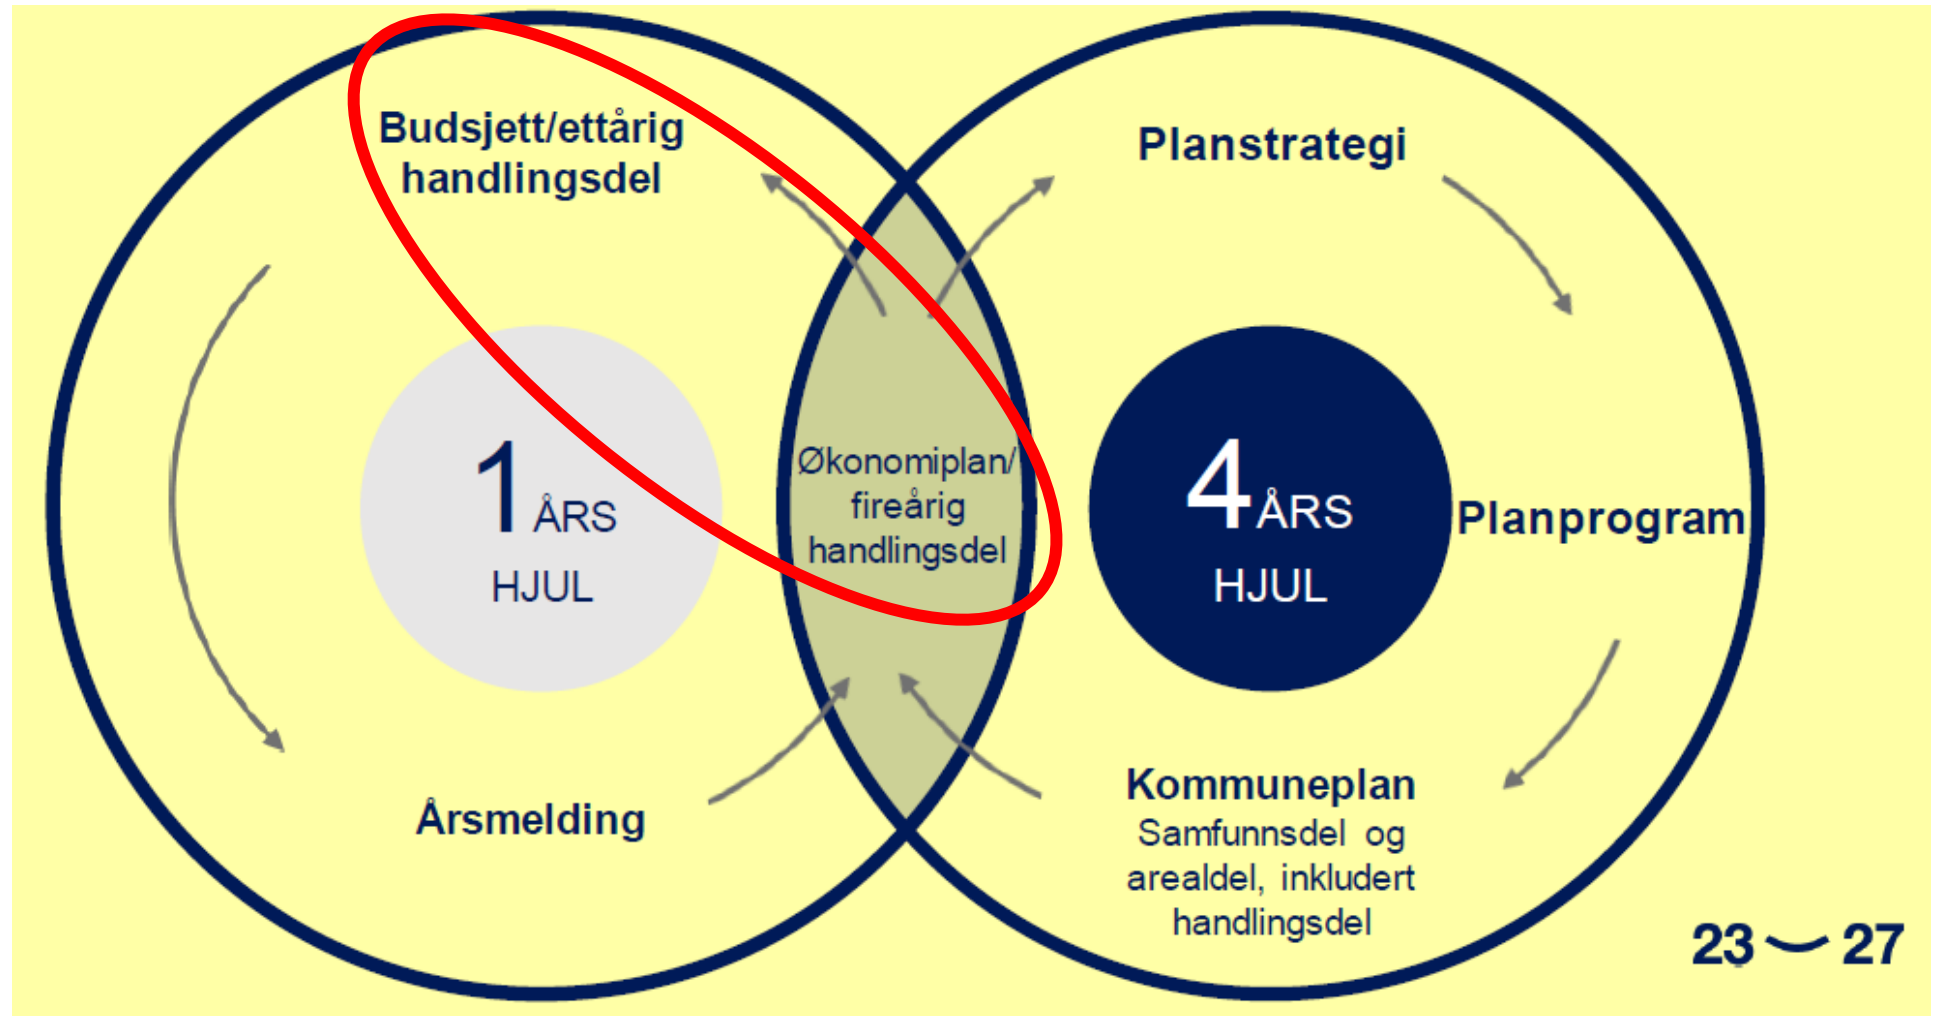 Budsjett/ettårig
handlingsdel
1 ÅRS
HJUL
Årsmelding
Økonomiplan/
fireårig
handlingsdel
Planstrategi
4 ÅRS
HJUL
Planprogram
Kommuneplan
Samfunnsdel og
arealdel, inkludert
handlingsdel
23 27